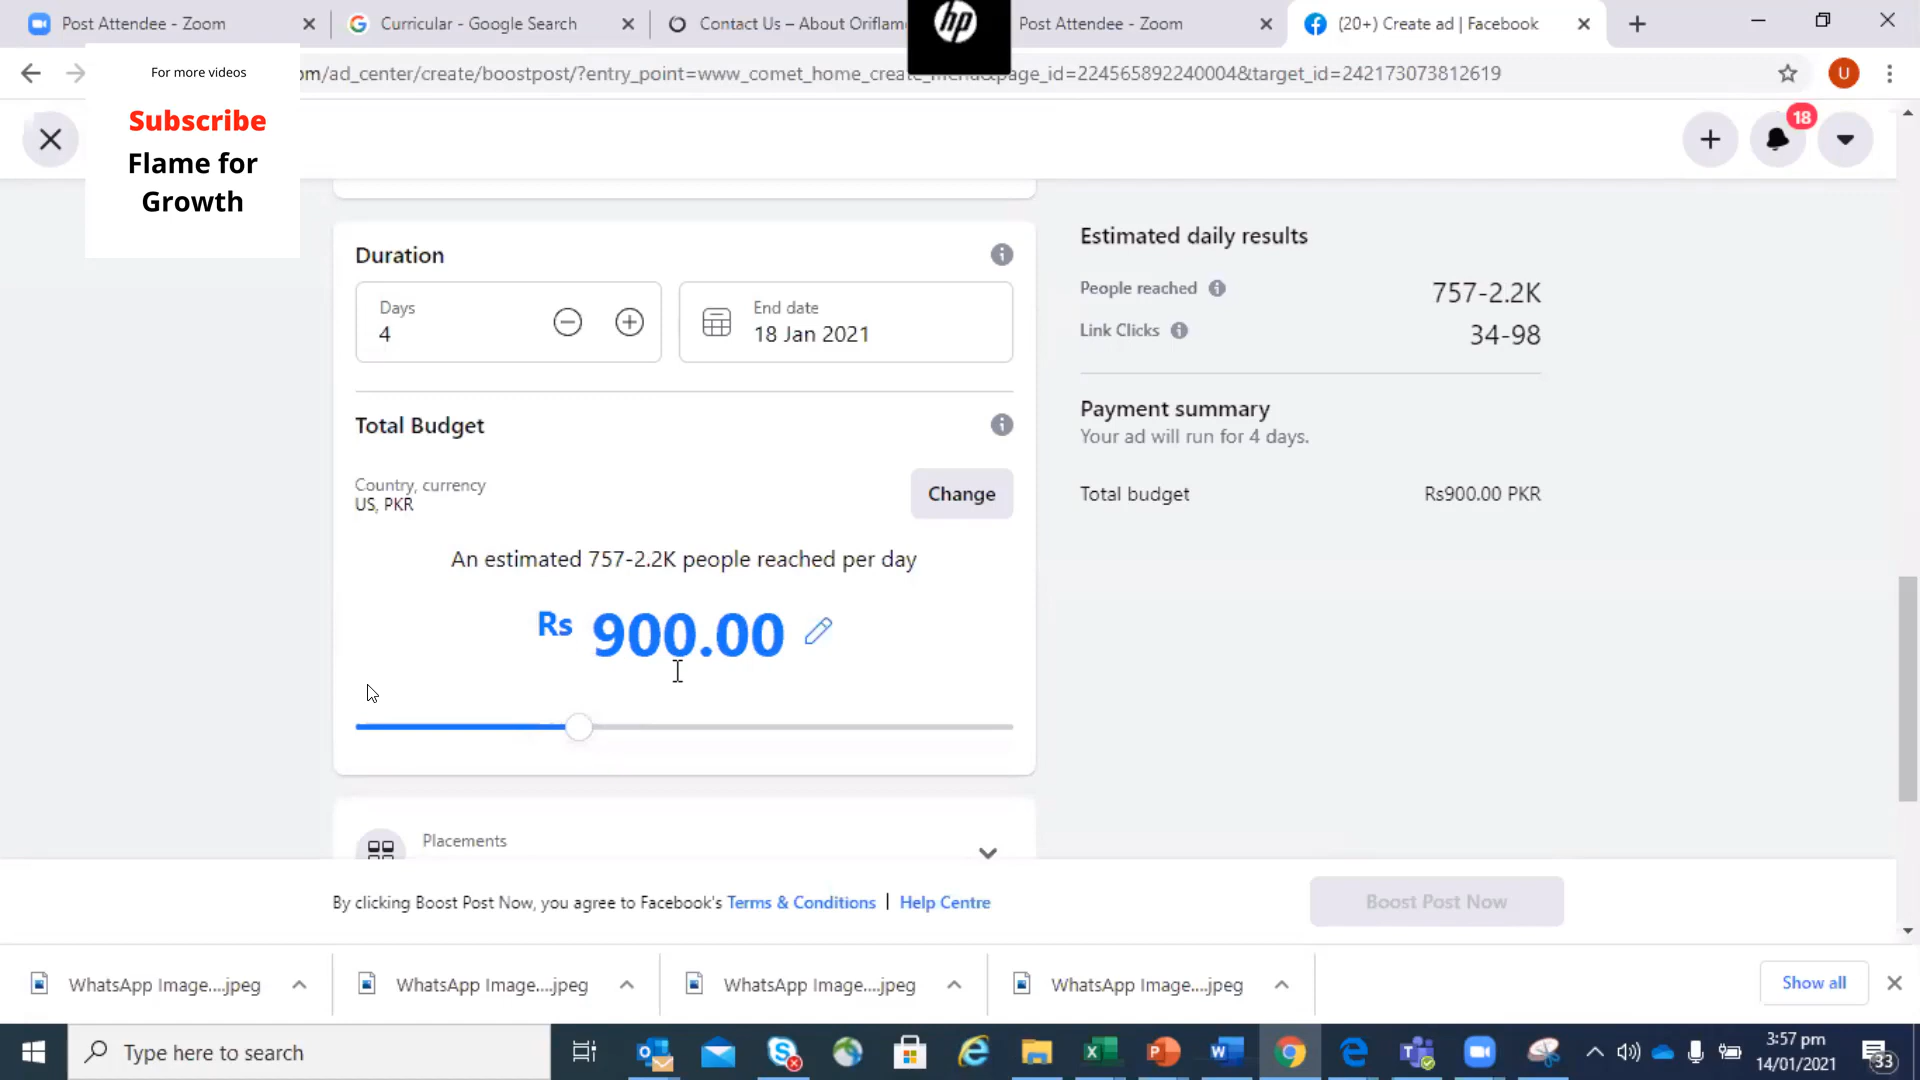 Post Attendee - Zoom
Curricular - Google Search
Contact Us – About Oriflam
hp
Post Attendee - Zoom
(20+) Create ad | Facebook
For more videos
Subscribe
Flame for
Growth
om/ad_center/create/boostpost/?entry_point=www_comet_home_create_menu&page_id=224565892240004&target_id=242173073812619
U
18
Duration
Days
4
End date
18 Jan 2021
Total Budget
Country, currency
US, PKR
Change
An estimated 757-2.2K people reached per day
Rs 900.00
Placements
Estimated daily results
People reached
757-2.2K
Link Clicks
34-98
Payment summary
Your ad will run for 4 days.
Total budget
Rs900.00 PKR
By clicking Boost Post Now, you agree to Facebook's Terms & Conditions | Help Centre
Boost Post Now
WhatsApp Image....jpeg
WhatsApp Image....jpeg
WhatsApp Image....jpeg
WhatsApp Image....jpeg
Show all
Type here to search
3:57 pm
14/01/2021
33